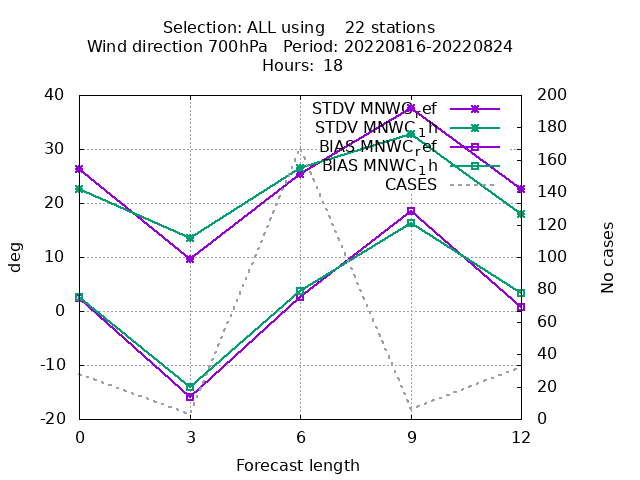 Selection: ALL using 22 stations
Wind direction 700hPa Period: 20220816-20220824
Hours: 18
40
30
20
10
0
-10
-20
200
180
160
140
120
100
80
60
40
20
0
STDV MNWC_ref
STDV MNWC_1h
BIAS MNWC_ref
BIAS MNWC_1h
CASES
deg
No cases
0 3 6 9 12
Forecast length